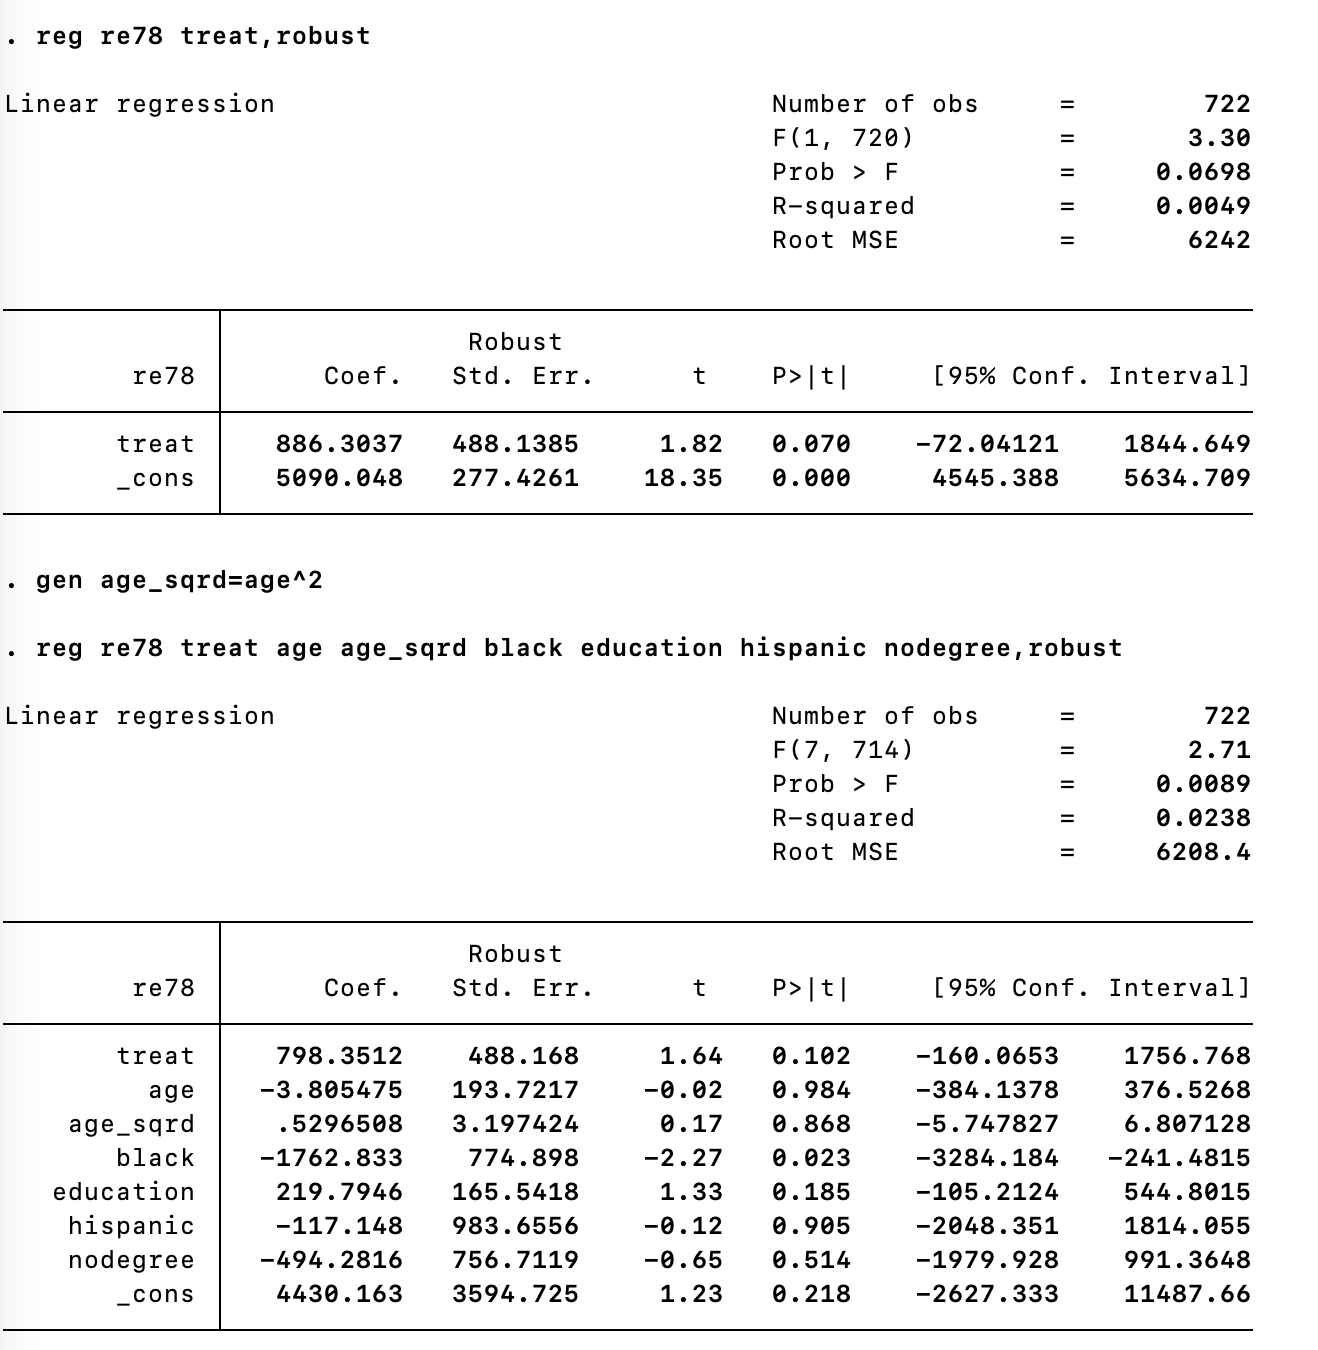 . reg re78 treat,robust
Linear regression Number of obs = 722
F(1, 720) = 3.30
Prob > F = 0.0698
R-squared = 0.0049
Root MSE = 6242
Robust
re78 Coef. Std. Err. t P>|t| [95% Conf. Interval]
treat 886.3037 488.1385 1.82 0.070 -72.04121 1844.649
_cons 5090.048 277.4261 18.35 0.000 4545.388 5634.709
. gen age_sqrd=age^2
. reg re78 treat age age_sqrd black education hispanic nodegree,robust
Linear regression Number of obs = 722
F(7, 714) = 2.71
Prob > F = 0.0089
R-squared = 0.0238
Root MSE = 6208.4
Robust
re78 Coef. Std. Err. t P>|t| [95% Conf. Interval]
treat 798.3512 488.168 1.64 0.102 -160.0653 1756.768
age -3.805475 193.7217 -0.02 0.984 -384.1378 376.5268
age_sqrd .5296508 3.197424 0.17 0.868 -5.747827 6.807128
black -1762.833 774.898 -2.27 0.023 -3284.184 -241.4815
education 219.7946 165.5418 1.33 0.185 -105.2124 544.8015
hispanic -117.148 983.6556 -0.12 0.905 -2048.351 1814.055
nodegree -494.2816 756.7119 -0.65 0.514 -1979.928 991.3648
_cons 4430.163 3594.725 1.23 0.218 -2627.333 11487.66